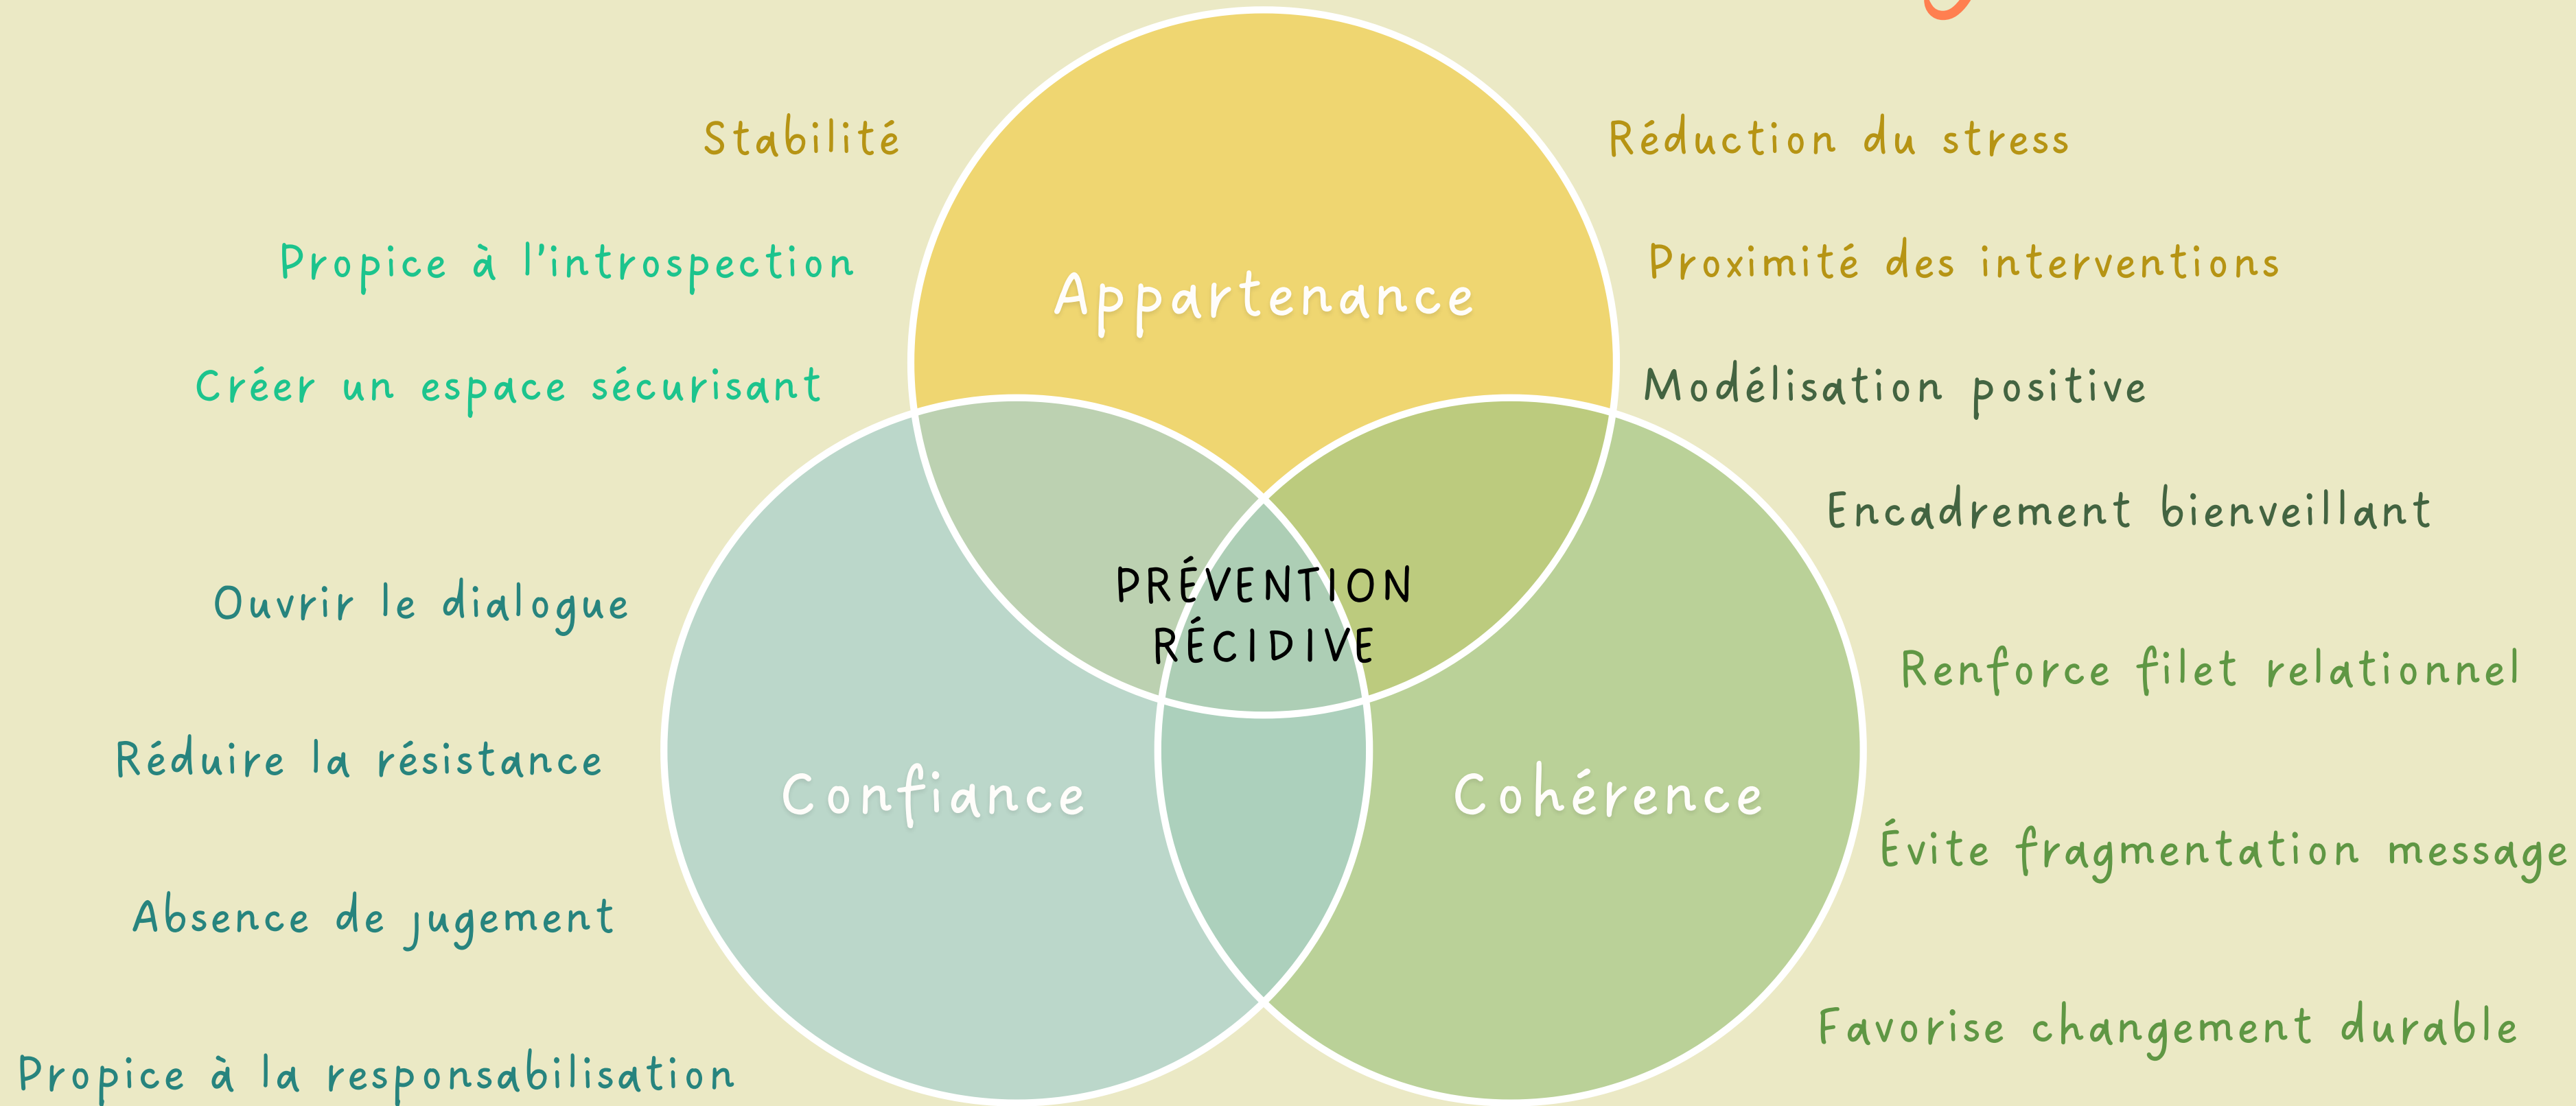 Stabilité
Réduction du stress
Propice à l'introspection
Proximité des interventions
Appartenance
Créer un espace sécurisant
Modélisation positive
Encadrement bienveillant
PRÉVENTION
RÉCIDIVE
Ouvrir le dialogue
Renforce filet relationnel
Réduire la résistance
Confiance
Cohérence
Évite fragmentation message
Absence de jugement
Favorise changement durable
Propice à la responsabilisation